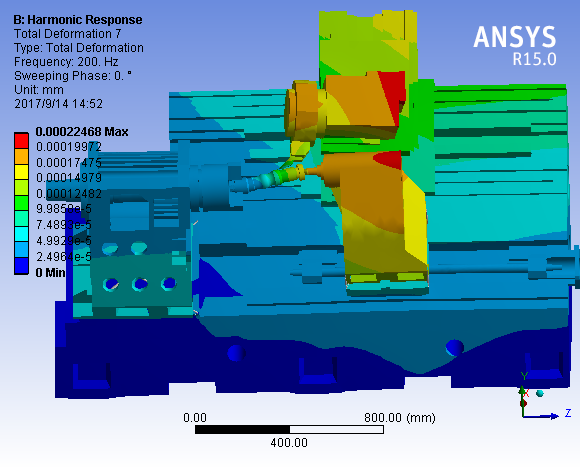 B: Harmonic Response
Total Deformation 7
Type: Total Deformation
Frequency: 200. Hz
Sweeping Phase: 0. °
Unit: mm
2017/9/14 14:52
ANSYS
R15.0
0.00022468 Max
0.00019972
0.00017475
0.00014979
0.00012482
0 Min
0.00
800.00 (mm)
400.00
Y
X
Z